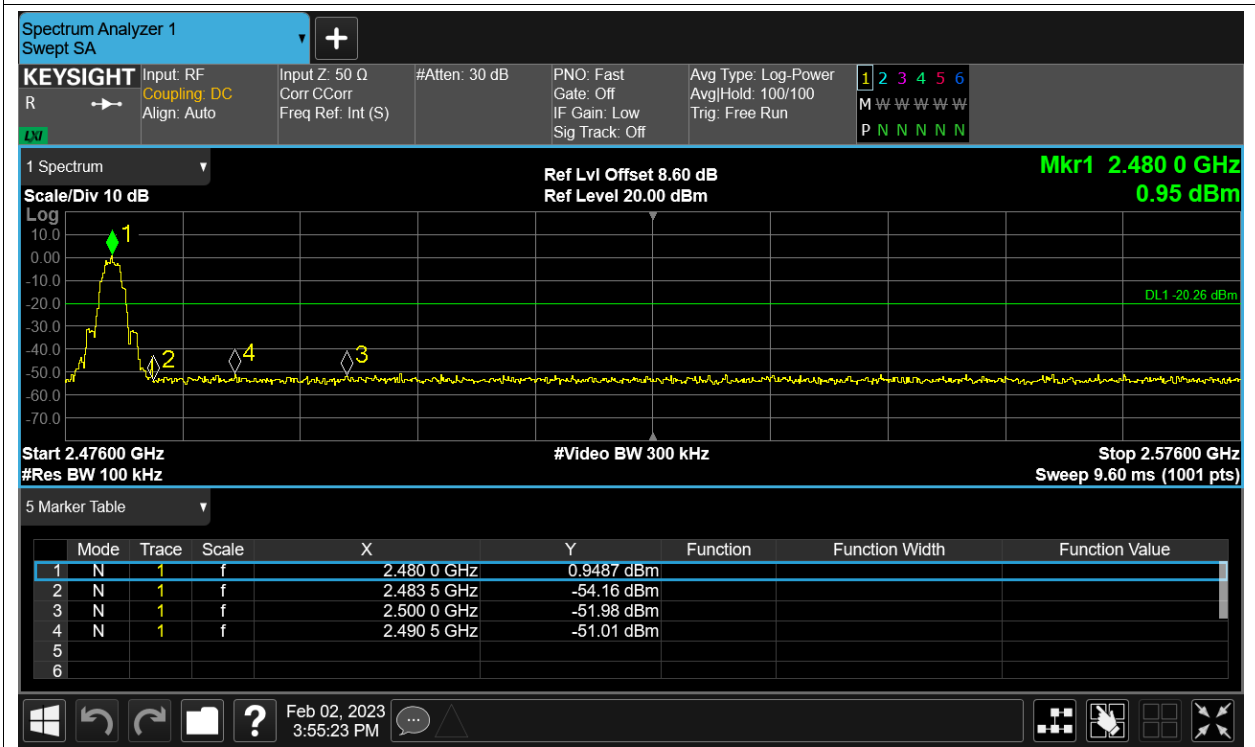 Spectrum Analyzer 1
Swept SA
+
KEYSIGHT Input: RF Input Z: 50 Ω #Atten: 30 dB PNO: Fast Avg Type: Log-Power 1 2 3 4 5 6
R Coupling: DC Corr CCorr Gate: Off Avg|Hold: 100/100 M W W W W W W
Align: Auto Freq Ref: Int (S) IF Gain: Low Trig: Free Run
LXI Sig Track: Off P N N N N N N
1 Spectrum Ref Lvl Offset 8.60 dB Mkr1 2.480 0 GHz
Scale/Div 10 dB Ref Level 20.00 dBm 0.95 dBm
Log
10.0
1
0.00
-10.0
DL1 -20.26 dBm
-20.0
-30.0
-40.0
2 4 3
-50.0
-60.0
-70.0
Start 2.47600 GHz #Video BW 300 kHz Stop 2.57600 GHz
#Res BW 100 kHz Sweep 9.60 ms (1001 pts)
5 Marker Table
Mode Trace Scale X Y Function Function Width Function Value
1 N 1 f 2.480 0 GHz 0.9487 dBm
2 N 1 f 2.483 5 GHz -54.16 dBm
3 N 1 f 2.500 0 GHz -51.98 dBm
4 N 1 f 2.490 5 GHz -51.01 dBm
5
6
? Feb 02, 2023
3:55:23 PM